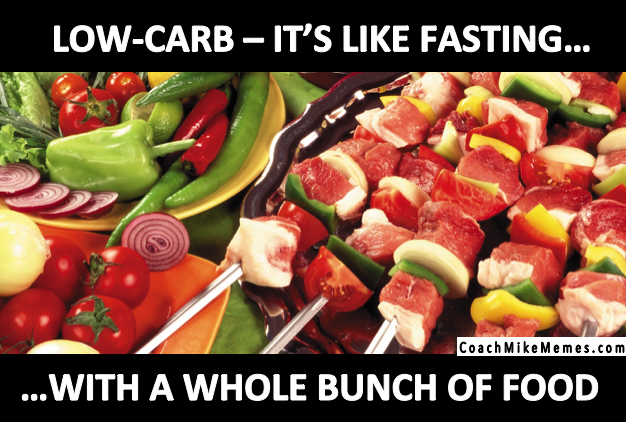 LOW-CARB – IT’S LIKE FASTING…
CoachMikeMemes.com
…WITH A WHOLE BUNCH OF FOOD